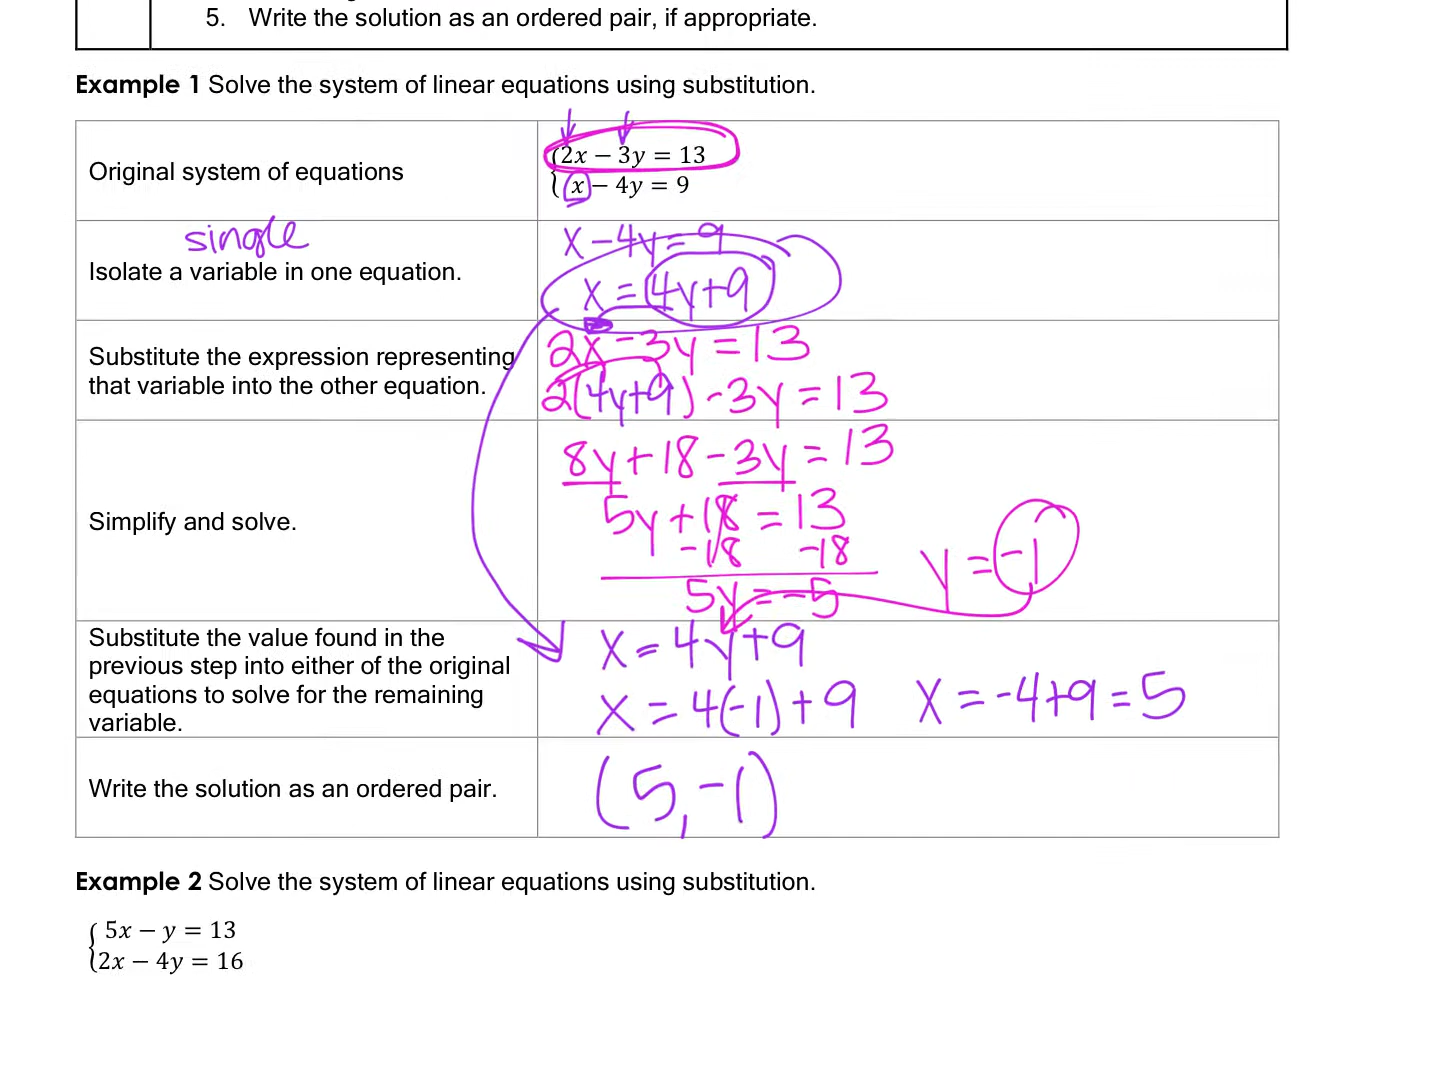 5. Write the solution as an ordered pair, if appropriate.
Example 1 Solve the system of linear equations using substitution.
Original system of equations
2x − 3y = 13
x − 4y = 9
single
Isolate a variable in one equation.
x-4y=9
x=4y+9
Substitute the expression representing
that variable into the other equation.
2x-3y=13
2(4y+9)-3y=13
Simplify and solve.
8y+18-3y=13
5y+18=13
-18 -18
5y=-5
y=-1
Substitute the value found in the
previous step into either of the original
equations to solve for the remaining
variable.
x=4y+9
x=4(-1)+9 x=-4+9=5
Write the solution as an ordered pair.
(5,-1)
Example 2 Solve the system of linear equations using substitution.
5x − y = 13
2x − 4y = 16